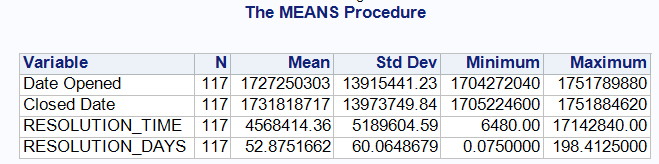 The MEANS Procedure
Variable N Mean Std Dev Minimum Maximum
Date Opened 117 1727250303 13915441.23 1704272040 1751789880
Closed Date 117 1731818717 13973749.84 1705224600 1751884620
RESOLUTION_TIME 117 4568414.36 5189604.59 6480.00 17142840.00
RESOLUTION_DAYS 117 52.8751662 60.0648679 0.0750000 198.4125000